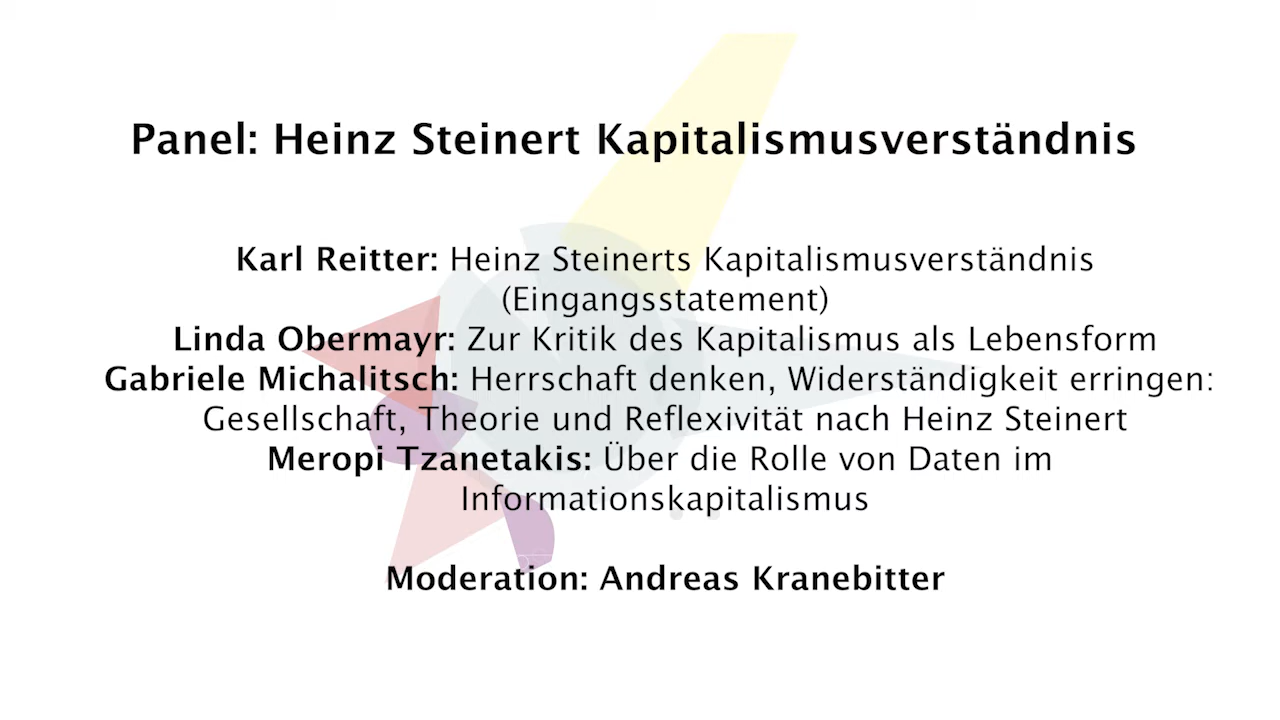 Panel: Heinz Steinert Kapitalismusverständnis
Karl Reitter: Heinz Steinerts Kapitalismusverständnis
(Eingangsstatement)
Linda Obermayr: Zur Kritik des Kapitalismus als Lebensform
Gabriele Michalitsch: Herrschaft denken, Widerständigkeit erringen:
Gesellschaft, Theorie und Reflexivität nach Heinz Steinert
Meropi Tzanetakis: Über die Rolle von Daten im
Informationskapitalismus
Moderation: Andreas Kranebitter